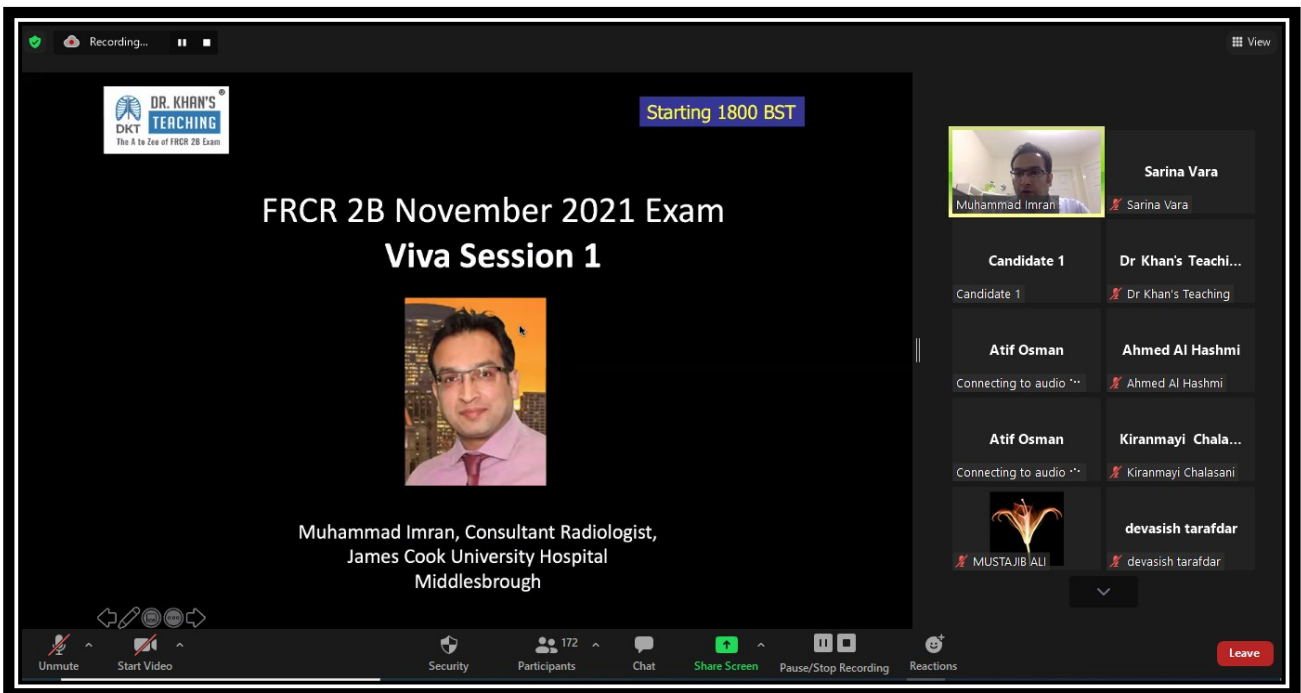 Recording...
View
DR. KHAN'S®
DKT TEACHING
The A to Zee of FRCR 2B Exam
Starting 1800 BST
FRCR 2B November 2021 Exam
Viva Session 1
Muhammad Imran, Consultant Radiologist,
James Cook University Hospital
Middlesbrough
Muhammad Imran
Sarina Vara
Sarina Vara
Candidate 1
Candidate 1
Dr Khan's Teachi...
Dr Khan's Teaching
Atif Osman
Connecting to audio ...
Ahmed Al Hashmi
Ahmed Al Hashmi
Atif Osman
Connecting to audio ...
Kiranmayi Chala...
Kiranmayi Chalasani
MUSTAJIB ALI
devasish tarafdar
devasish tarafdar
Unmute
Start Video
Security
172
Participants
Chat
Share Screen
Pause/Stop Recording
Reactions
Leave